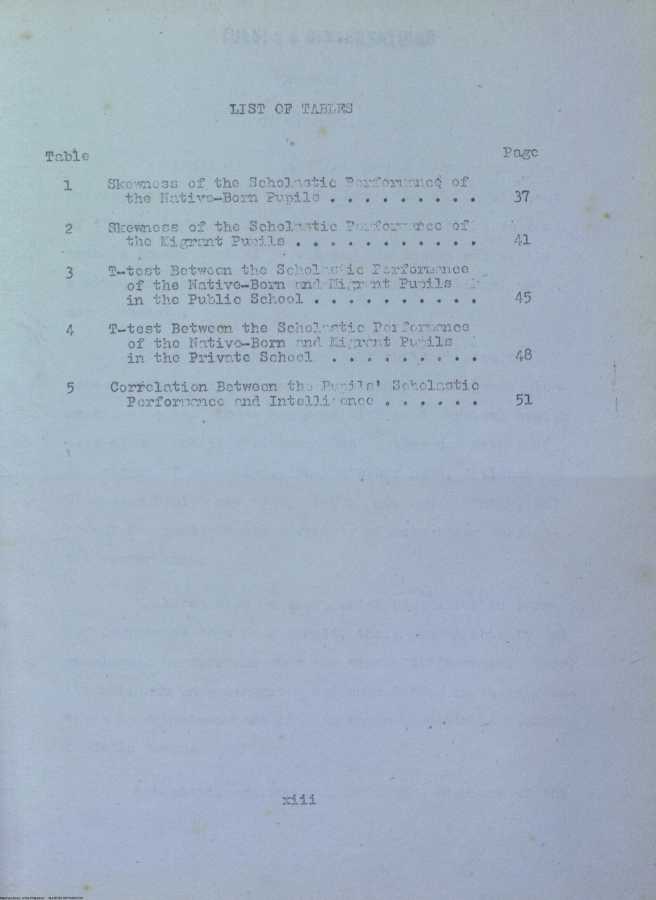 LIST OF TABLES
Table Page
1 Skewness of the Scholastic Performance of
the Native-Born Pupils . . . . . . . . . 37
2 Skewness of the Scholastic Performance of
the Migrant Pupils . . . . . . . . . . . 41
3 T-test Between the Scholastic Performance
of the Native-Born and Migrant Pupils
in the Public School . . . . . . . . . . 45
4 T-test Between the Scholastic Performance
of the Native-Born and Migrant Pupils
in the Private School . . . . . . . . . 48
5 Correlation Between the Pupils' Scholastic
Performance and Intelligence . . . . . . 51
xiii